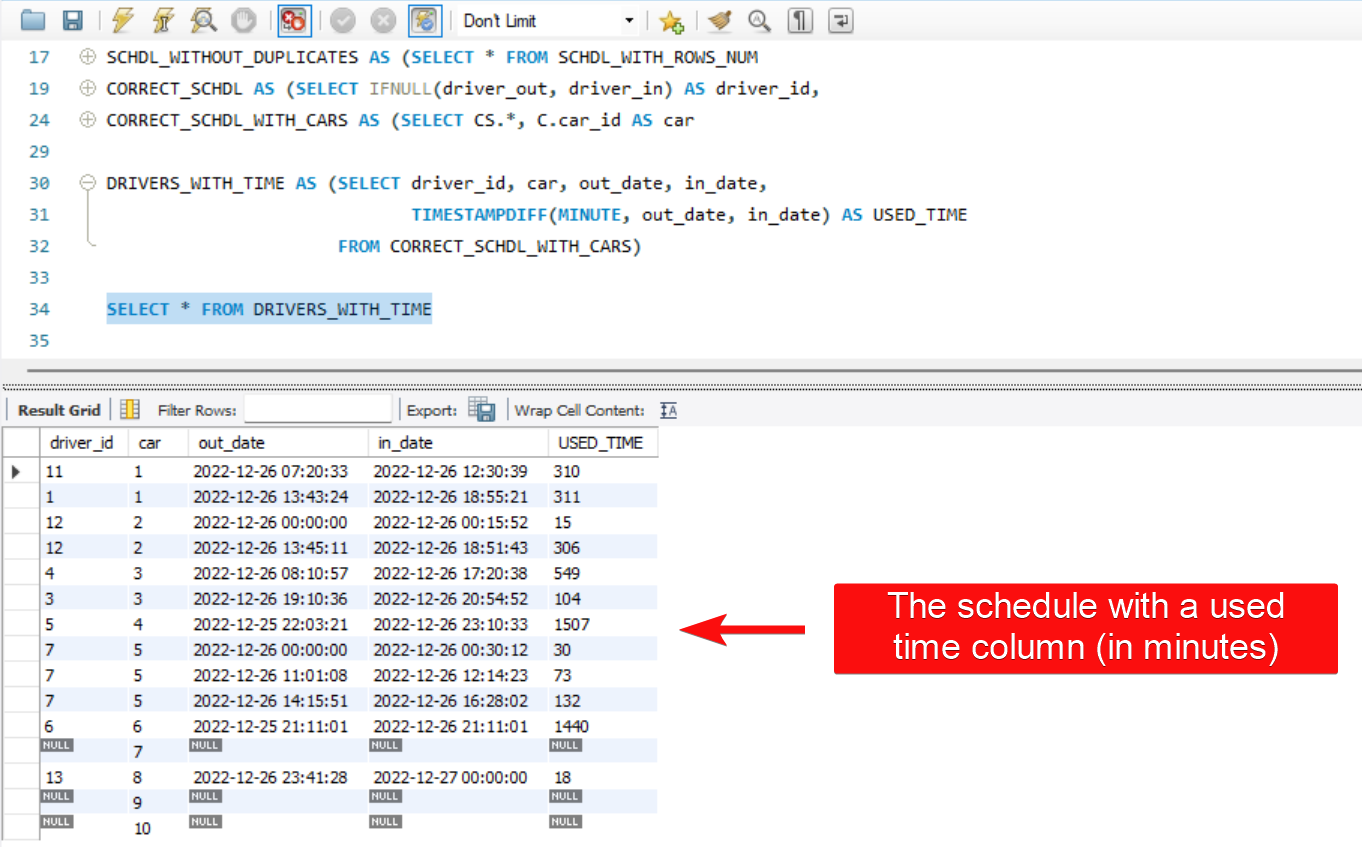 Don't Limit
17 SCHDL_WITHOUT_DUPLICATES AS (SELECT * FROM SCHDL_WITH_ROWS_NUM
19 CORRECT_SCHDL AS (SELECT IFNULL(driver_out, driver_in) AS driver_id,
24 CORRECT_SCHDL_WITH_CARS AS (SELECT CS.*, C.car_id AS car
29
30 DRIVERS_WITH_TIME AS (SELECT driver_id, car, out_date, in_date,
31 TIMESTAMPDIFF(MINUTE, out_date, in_date) AS USED_TIME
32 FROM CORRECT_SCHDL_WITH_CARS)
33
34 SELECT * FROM DRIVERS_WITH_TIME
35
Result Grid Filter Rows: Export: Wrap Cell Content: IA
driver_id car out_date in_date USED_TIME
11 1 2022-12-26 07:20:33 2022-12-26 12:30:39 310
1 1 2022-12-26 13:43:24 2022-12-26 18:55:21 311
12 2 2022-12-26 00:00:00 2022-12-26 00:15:52 15
12 2 2022-12-26 13:45:11 2022-12-26 18:51:43 306
4 3 2022-12-26 08:10:57 2022-12-26 17:20:38 549
3 3 2022-12-26 19:10:36 2022-12-26 20:54:52 104
5 4 2022-12-25 22:03:21 2022-12-26 23:10:33 1507
7 5 2022-12-26 00:00:00 2022-12-26 00:30:12 30
7 5 2022-12-26 11:01:08 2022-12-26 12:14:23 73
7 5 2022-12-26 14:15:51 2022-12-26 16:28:02 132
6 6 2022-12-25 21:11:01 2022-12-26 21:11:01 1440
NULL 7 NULL NULL NULL
13 8 2022-12-26 23:41:28 2022-12-27 00:00:00 18
NULL 9 NULL NULL NULL
NULL 10 NULL NULL NULL
The schedule with a used
time column (in minutes)